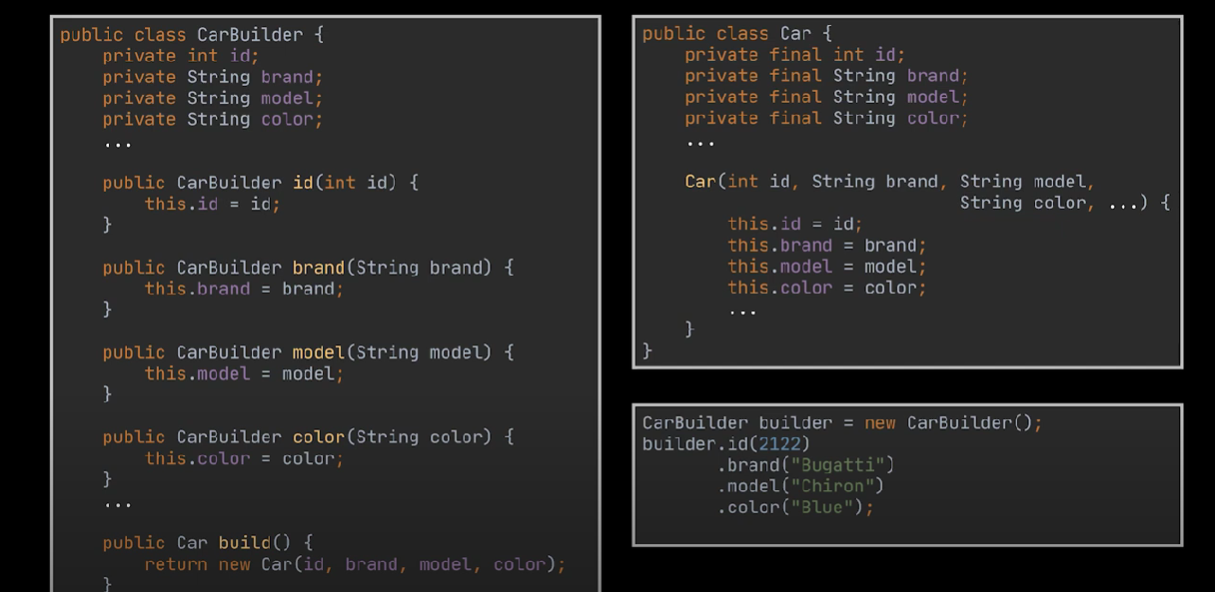 public class CarBuilder {
    private int id;
    private String brand;
    private String model;
    private String color;
    ...
    public CarBuilder id(int id) {
        this.id = id;
    }
    public CarBuilder brand(String brand) {
        this.brand = brand;
    }
    public CarBuilder model(String model) {
        this.model = model;
    }
    public CarBuilder color(String color) {
        this.color = color;
    }
    ...
    public Car build() {
        return new Car(id, brand, model, color);
    }
public class Car {
    private final int id;
    private final String brand;
    private final String model;
    private final String color;
    ...
    Car(int id, String brand, String model,
                              String color, ...) {
        this.id = id;
        this.brand = brand;
        this.model = model;
        this.color = color;
        ...
    }
}
CarBuilder builder = new CarBuilder();
builder.id(2122)
       .brand("Bugatti")
       .model("Chiron")
       .color("Blue");